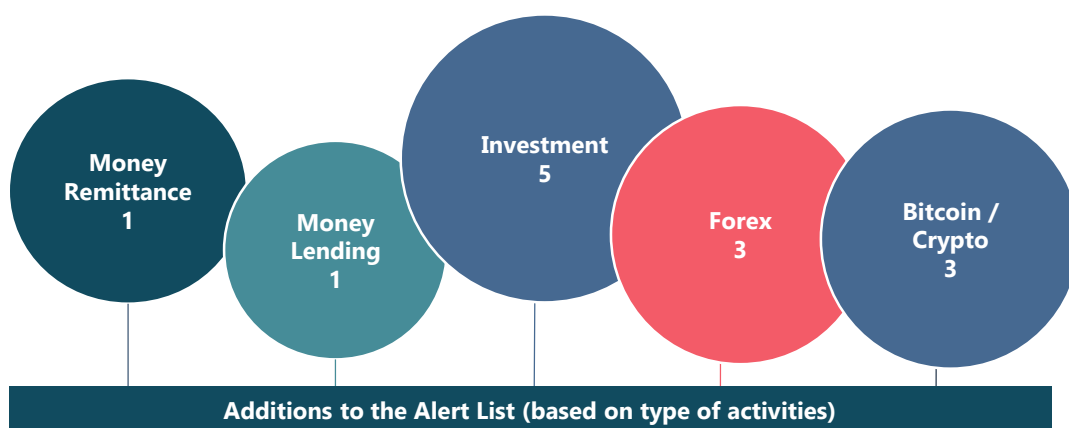 Money
Remittance
1
Money
Lending
1
Investment
5
Forex
3
Bitcoin /
Crypto
3
Additions to the Alert List (based on type of activities)